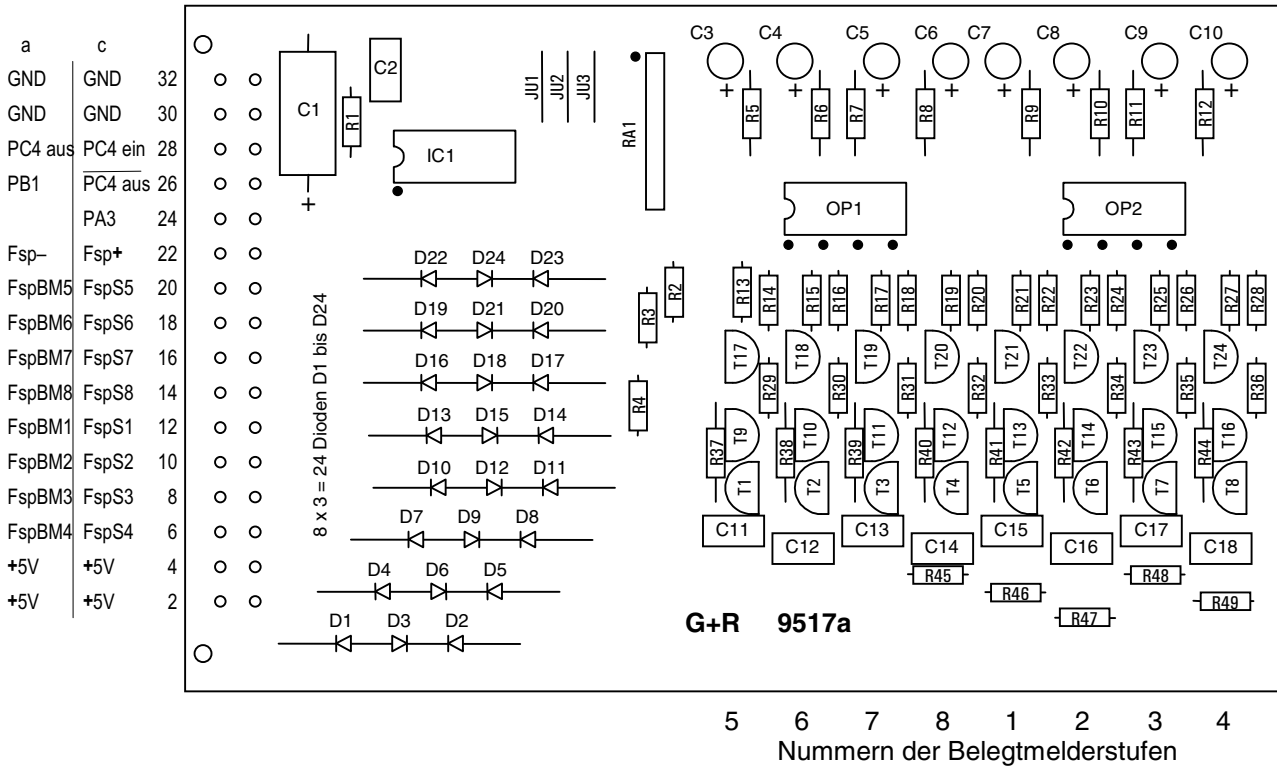 a c
GND GND 32
GND GND 30
PC4 aus PC4 ein 28
PB1 PC4 aus 26
PA3 24
Fsp– Fsp+ 22
FspBM5 FspS5 20
FspBM6 FspS6 18
FspBM7 FspS7 16
FspBM8 FspS8 14
FspBM1 FspS1 12
FspBM2 FspS2 10
FspBM3 FspS3 8
FspBM4 FspS4 6
+5V +5V 4
+5V +5V 2
C1
+
R1
C2
IC1
JU1 JU2 JU3
RA1
C3 C4 C5 C6 C7 C8 C9 C10
+ + + + + + + +
R5 R6 R7 R8 R9 R10 R11 R12
OP1 OP2
8 x 3 = 24 Dioden D1 bis D24
D22 D24 D23
D19 D21 D20
D16 D18 D17
D13 D15 D14
D10 D12 D11
D7 D9 D8
D4 D6 D5
D1 D3 D2
R2
R3
R4
R13 R14 R15 R16 R17 R18 R19 R20 R21 R22 R23 R24 R25 R26 R27 R28
T17 T18 T19 T20 T21 T22 T23 T24
R29 R30 R31 R32 R33 R34 R35 R36
R37 T9 R38 T10 R39 T11 R40 T12 R41 T13 R42 T14 R43 T15 R44 T16
T1 T2 T3 T4 T5 T6 T7 T8
C11 C12 C13 C14 C15 C16 C17 C18
R45 R46 R47 R48 R49
G+R 9517a
5 6 7 8 1 2 3 4
Nummern der Belegtmelderstufen